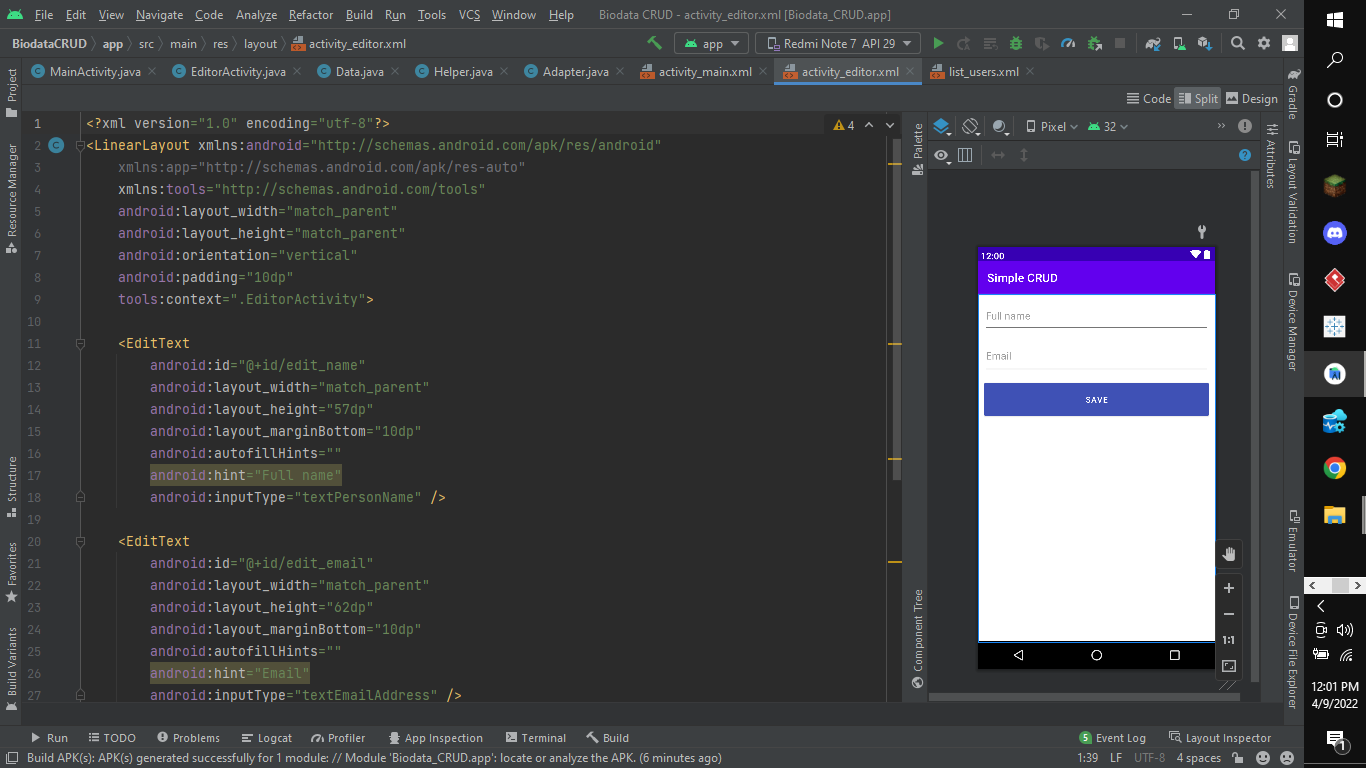 File Edit View Navigate Code Analyze Refactor Build Run Tools VCS Window Help Biodata CRUD - activity_editor.xml [Biodata_CRUD.app]
BiodataCRUD app src main res layout activity_editor.xml app Redmi Note 7 API 29
MainActivity.java EditorActivity.java Data.java Helper.java Adapter.java activity_main.xml activity_editor.xml list_users.xml
Code Split Design
Project
Resource Manager
Structure
Favorites
Build Variants
1 <?xml version="1.0" encoding="utf-8"?>
2 <LinearLayout xmlns:android="http://schemas.android.com/apk/res/android"
3 xmlns:app="http://schemas.android.com/apk/res-auto"
4 xmlns:tools="http://schemas.android.com/tools"
5 android:layout_width="match_parent"
6 android:layout_height="match_parent"
7 android:orientation="vertical"
8 android:padding="10dp"
9 tools:context=".EditorActivity">
10
11 <EditText
12 android:id="@+id/edit_name"
13 android:layout_width="match_parent"
14 android:layout_height="57dp"
15 android:layout_marginBottom="10dp"
16 android:autofillHints=""
17 android:hint="Full name"
18 android:inputType="textPersonName" />
19
20 <EditText
21 android:id="@+id/edit_email"
22 android:layout_width="match_parent"
23 android:layout_height="62dp"
24 android:layout_marginBottom="10dp"
25 android:autofillHints=""
26 android:hint="Email"
27 android:inputType="textEmailAddress" />
4
Palette
Component Tree
Pixel 32
12:00
Simple CRUD
Full name
Email
SAVE
1:1
Attributes
Gradle
Layout Validation
Device Manager
Emulator
Device File Explorer
Run TODO Problems Logcat Profiler App Inspection Terminal Build 5 Event Log Layout Inspector
Build APK(s): APK(s) generated successfully for 1 module: // Module 'Biodata_CRUD.app': locate or analyze the APK. (6 minutes ago) 1:39 LF UTF-8 4 spaces
12:01 PM
4/9/2022
1